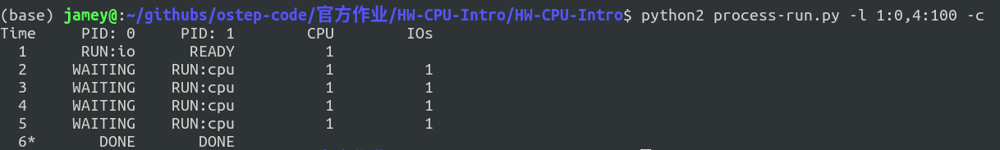 (base) jamey@:~/githubs/ostep-code/官方作业/HW-CPU-Intro/HW-CPU-Intro$ python2 process-run.py -l 1:0,4:100 -c
Time PID: 0 PID: 1 CPU IOs
1 RUN:io READY 1
2 WAITING RUN:cpu 1 1
3 WAITING RUN:cpu 1 1
4 WAITING RUN:cpu 1 1
5 WAITING RUN:cpu 1 1
6* DONE DONE